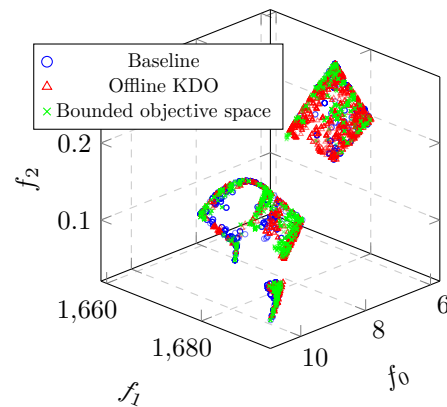 Baseline
Offline KDO
Bounded objective space
0.2
0.1
f₂
1,660
1,680
f₁
10
8
6
f₀